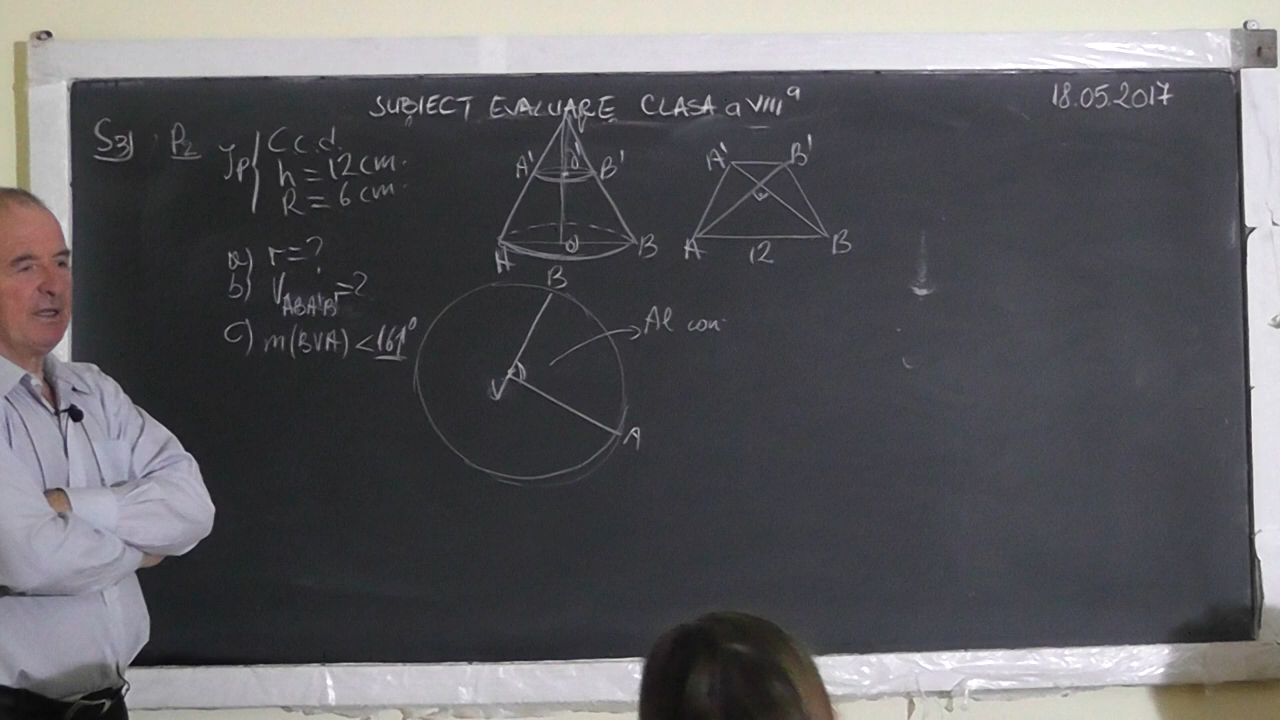 SUBIECT EVALUARE CLASA a VIII a
18.05.2017
S3) P2 Ip C.c.d.
h = 12 cm.
R = 6 cm.
a) r = ?
b) V ABA'B' = ?
c) m(BVA) < 161°
A' O' B'
A O B
A' B'
A 12 B
B
V
A
Al con